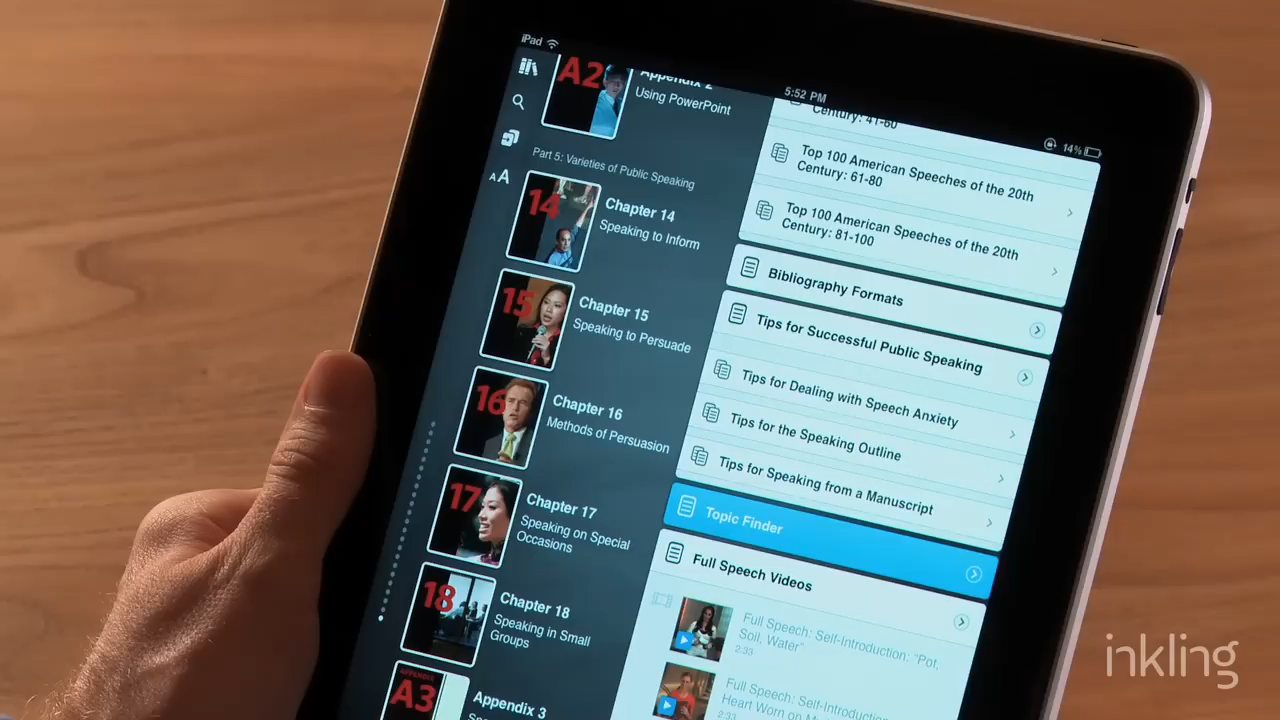 iPad
5:52 PM
14%
A2
Appendix 2
Using PowerPoint
Part 5: Varieties of Public Speaking
AA
14
Chapter 14
Speaking to Inform
15
Chapter 15
Speaking to Persuade
16
Chapter 16
Methods of Persuasion
17
Chapter 17
Speaking on Special
Occasions
18
Chapter 18
Speaking in Small
Groups
APPENDIX
A3
Appendix 3
Century: 41-60
Top 100 American Speeches of the 20th
Century: 61-80
Top 100 American Speeches of the 20th
Century: 81-100
Bibliography Formats
Tips for Successful Public Speaking
Tips for Dealing with Speech Anxiety
Tips for the Speaking Outline
Tips for Speaking from a Manuscript
Topic Finder
Full Speech Videos
Full Speech: Self-Introduction: “Pot,
Soil, Water”
2:33
Full Speech: Self-Introduction:
Heart Worn on
2:33
inkling